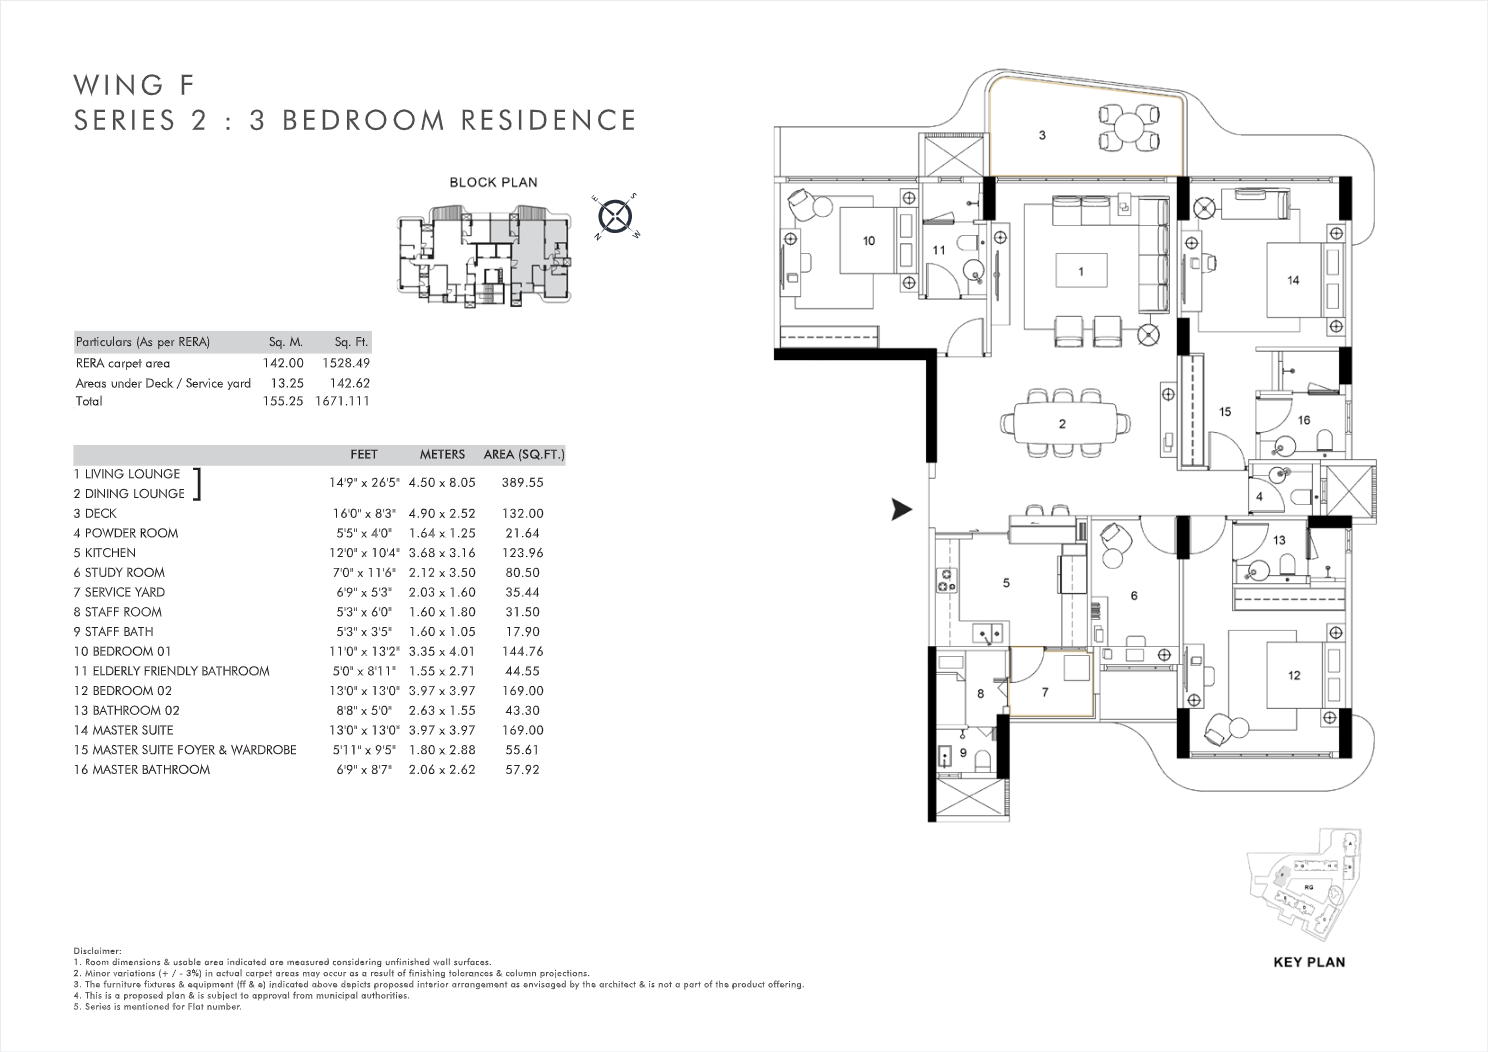 WING F
SERIES 2 : 3 BEDROOM RESIDENCE
BLOCK PLAN
E S
N W
Particulars (As per RERA) Sq. M. Sq. Ft.
RERA carpet area 142.00 1528.49
Areas under Deck / Service yard 13.25 142.62
Total 155.25 1671.111
FEET METERS AREA (SQ.FT.)
1 LIVING LOUNGE
2 DINING LOUNGE
14'9" x 26'5" 4.50 x 8.05 389.55
3 DECK 16'0" x 8'3" 4.90 x 2.52 132.00
4 POWDER ROOM 5'5" x 4'0" 1.64 x 1.25 21.64
5 KITCHEN 12'0" x 10'4" 3.68 x 3.16 123.96
6 STUDY ROOM 7'0" x 11'6" 2.12 x 3.50 80.50
7 SERVICE YARD 6'9" x 5'3" 2.03 x 1.60 35.44
8 STAFF ROOM 5'3" x 6'0" 1.60 x 1.80 31.50
9 STAFF BATH 5'3" x 3'5" 1.60 x 1.05 17.90
10 BEDROOM 01 11'0" x 13'2" 3.35 x 4.01 144.76
11 ELDERLY FRIENDLY BATHROOM 5'0" x 8'11" 1.55 x 2.71 44.55
12 BEDROOM 02 13'0" x 13'0" 3.97 x 3.97 169.00
13 BATHROOM 02 8'8" x 5'0" 2.63 x 1.55 43.30
14 MASTER SUITE 13'0" x 13'0" 3.97 x 3.97 169.00
15 MASTER SUITE FOYER & WARDROBE 5'11" x 9'5" 1.80 x 2.88 55.61
16 MASTER BATHROOM 6'9" x 8'7" 2.06 x 2.62 57.92
3
10
11
1
14
2
15
16
4
13
5
6
12
8
7
9
RG
KEY PLAN
Disclaimer:
1. Room dimensions & usable area indicated are measured considering unfinished wall surfaces.
2. Minor variations (+ / - 3%) in actual carpet areas may occur as a result of finishing tolerances & column projections.
3. The furniture fixtures & equipment (ff & e) indicated above depicts proposed interior arrangement as envisaged by the architect & is not a part of the product offering.
4. This is a proposed plan & is subject to approval from municipal authorities.
5. Series is mentioned for Flat number.